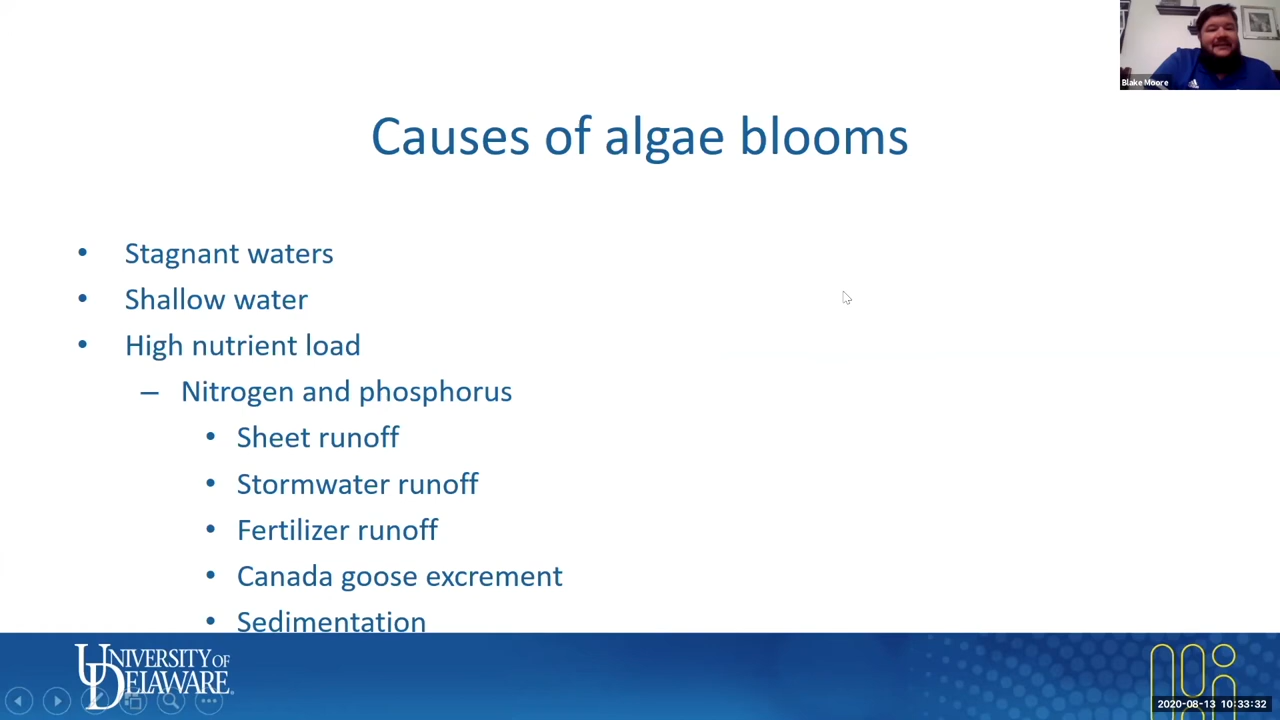 Blake Moore
Causes of algae blooms
• Stagnant waters
• Shallow water
• High nutrient load
– Nitrogen and phosphorus
• Sheet runoff
• Stormwater runoff
• Fertilizer runoff
• Canada goose excrement
• Sedimentation
UNIVERSITY OF
DELAWARE
2020-08-13 10:33:32